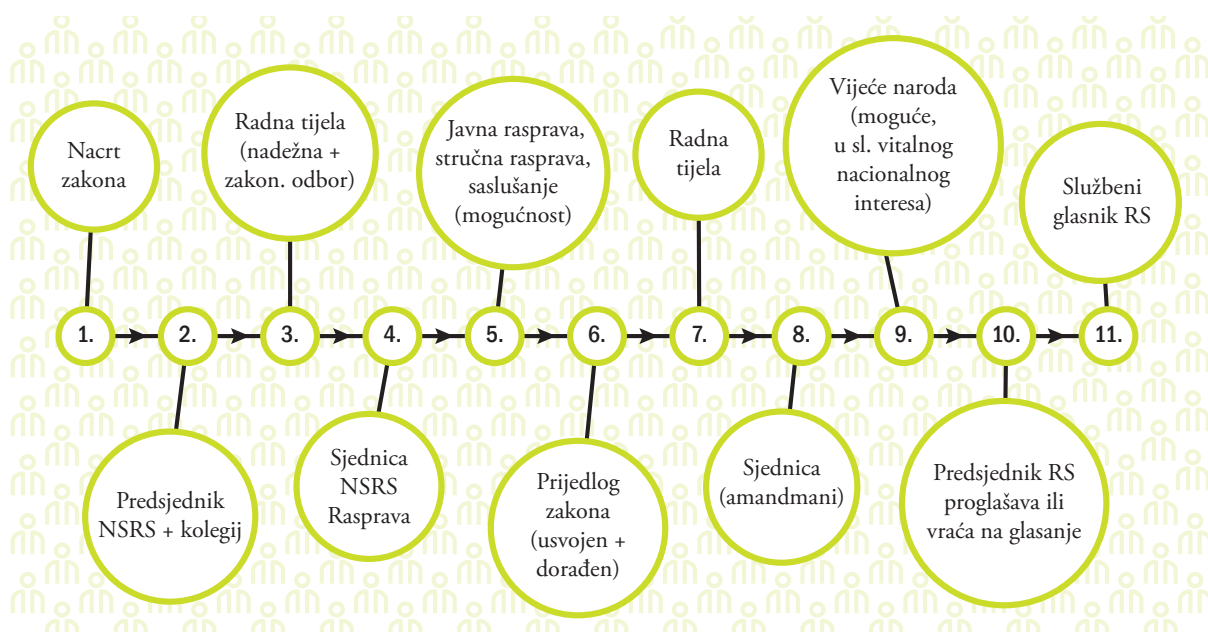 1.
Nacrt
zakona
2.
Predsjednik
NSRS + kolegij
3.
Radna tijela
(nadežna +
zakon. odbor)
4.
Sjednica
NSRS
Rasprava
5.
Javna rasprava,
stručna rasprava,
saslušanje
(mogućnost)
6.
Prijedlog
zakona
(usvojen +
dorađen)
7.
Radna
tijela
8.
Sjednica
(amandmani)
9.
Vijeće naroda
(moguće,
u sl. vitalnog
nacionalnog
interesa)
10.
Predsjednik RS
proglašava ili
vraća na glasanje
11.
Službeni
glasnik RS